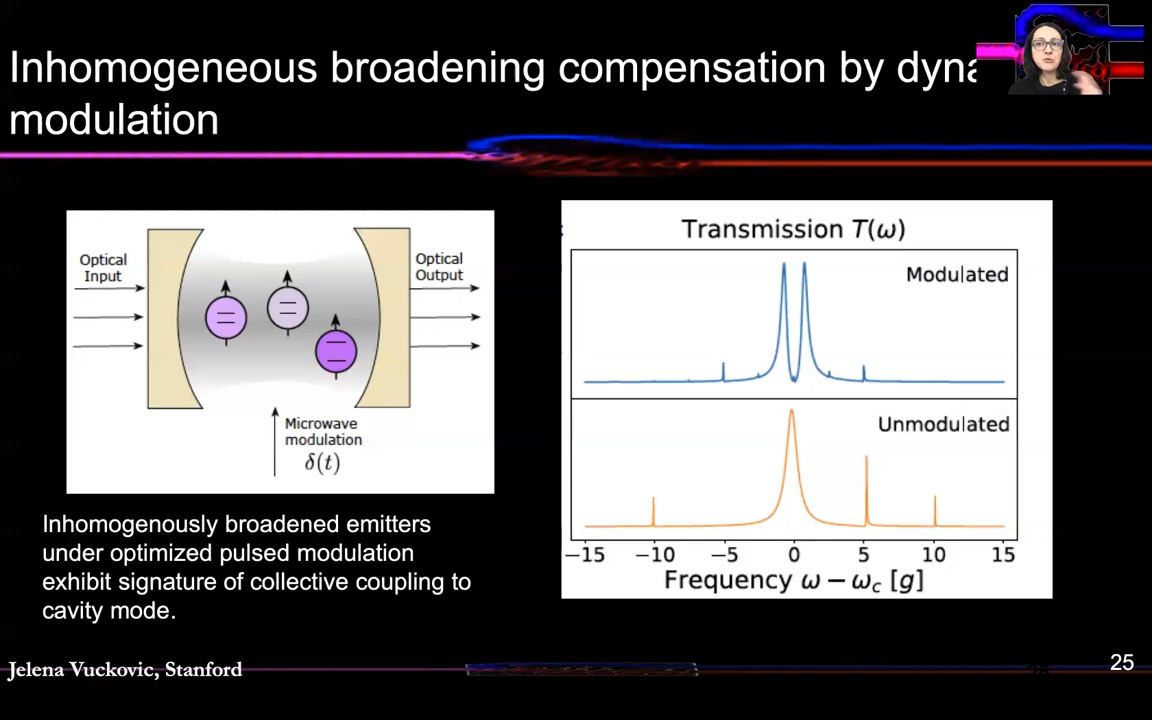 Inhomogeneous broadening compensation by
modulation
Optical
Input
Optical
Output
Microwave
modulation
δ(t)
Transmission T(ω)
Modulated
Unmodulated
−15 −10 −5 0 5 10 15
Frequency ω − ω_c [g]
Inhomogenously broadened emitters
under optimized pulsed modulation
exhibit signature of collective coupling to
cavity mode.
Jelena Vuckovic, Stanford
25